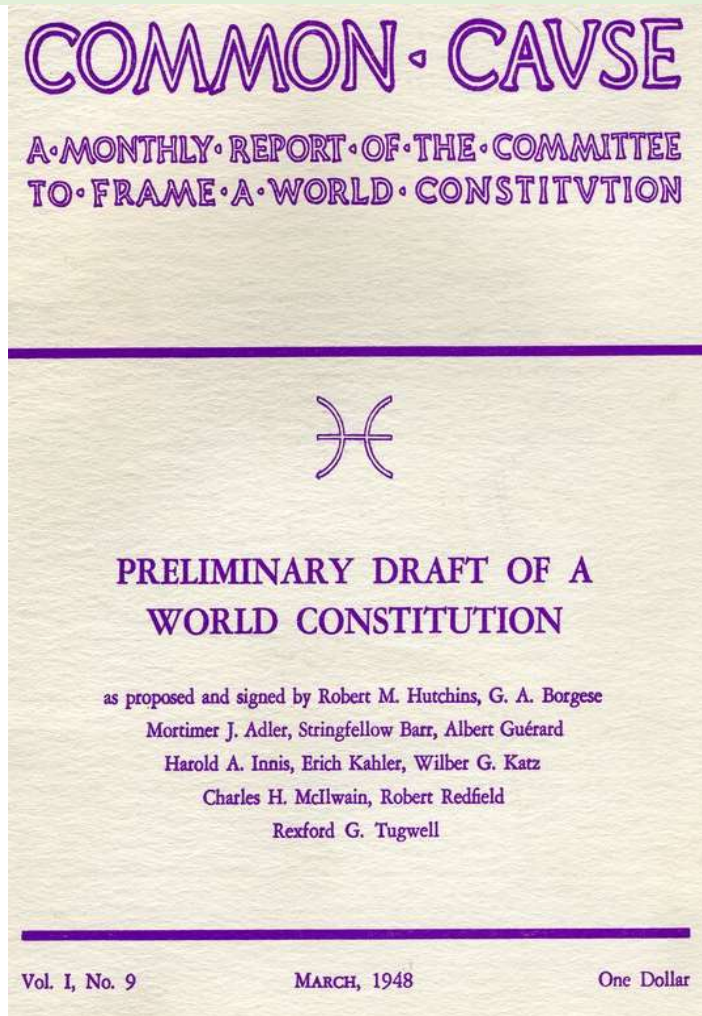 COMMON · CAVSE
A · MONTHLY · REPORT · OF · THE · COMMITTEE
TO · FRAME · A · WORLD · CONSTITVTION
PRELIMINARY DRAFT OF A
WORLD CONSTITUTION
as proposed and signed by Robert M. Hutchins, G. A. Borgese
Mortimer J. Adler, Stringfellow Barr, Albert Guérard
Harold A. Innis, Erich Kahler, Wilber G. Katz
Charles H. McIlwain, Robert Redfield
Rexford G. Tugwell
Vol. I, No. 9 MARCH, 1948 One Dollar